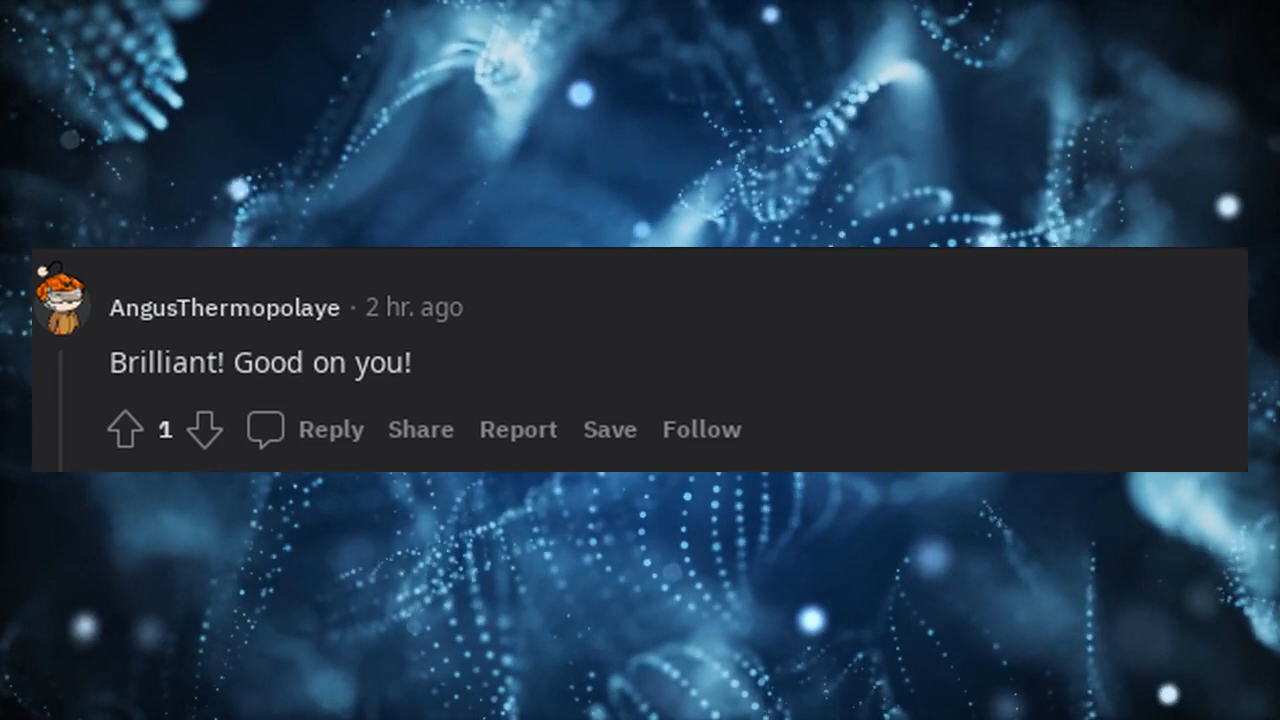 AngusThermopolaye · 2 hr. ago
Brilliant! Good on you!
1 Reply Share Report Save Follow